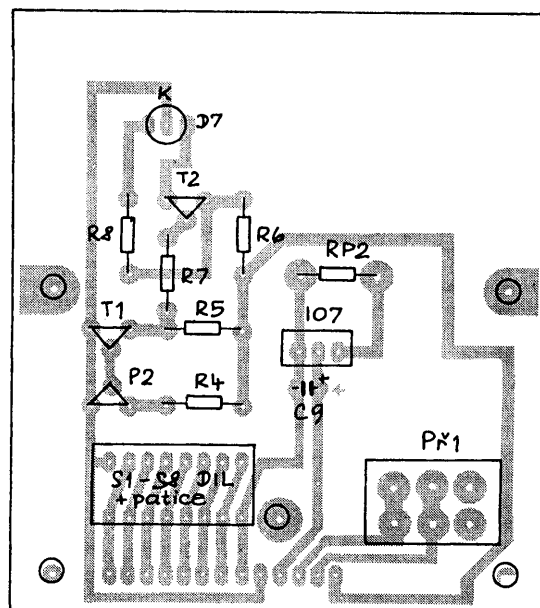 K
D7
T2
R8
R6
R7
RP2
T1
R5
IO7
P2
R4
C9
+
S1-S8 DIL
+ patice
Př1